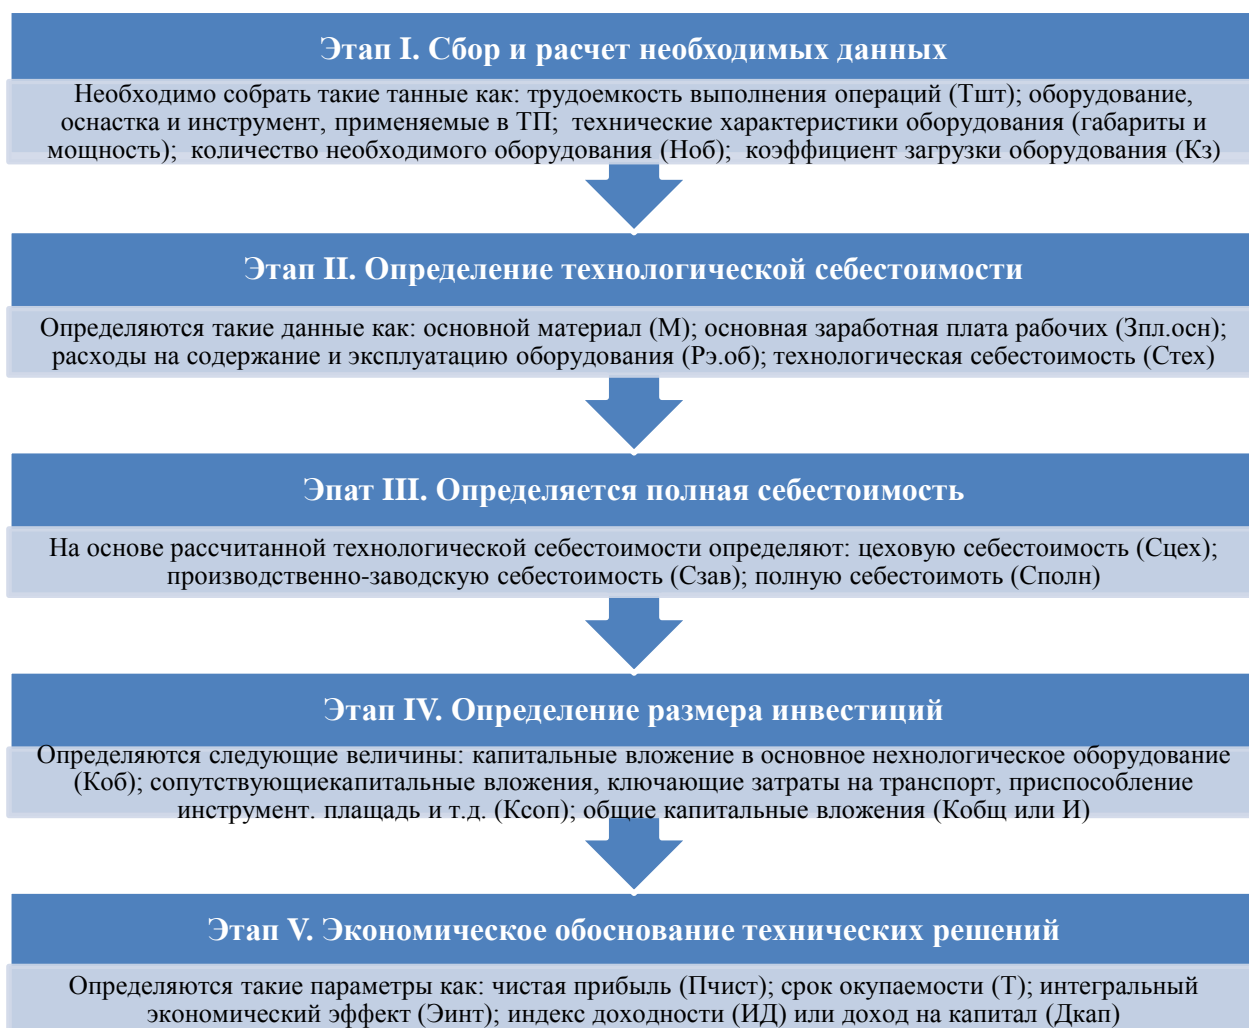 Этап I. Сбор и расчет необходимых данных
Необходимо собрать такие танные как: трудоемкость выполнения операций (Тшт); оборудование,
оснастка и инструмент, применяемые в ТП;  технические характеристики оборудования (габариты и
мощность);  количество необходимого оборудования (Ноб);  коэффициент загрузки оборудования (Кз)
Этап II. Определение технологической себестоимости
Определяются такие данные как: основной материал (М); основная заработная плата рабочих (Зпл.осн);
расходы на содержание и эксплуатацию оборудования (Рэ.об); технологическая себестоимость (Стех)
Эпат III. Определяется полная себестоимость
На основе рассчитанной технологической себестоимости определяют: цеховую себестоимость (Сцех);
производственно-заводскую себестоимость (Сзав); полную себестоимоть (Сполн)
Этап IV. Определение размера инвестиций
Определяются следующие величины: капитальные вложение в основное нехнологическое оборудование
(Коб); сопутствующиекапитальные вложения, ключающие затраты на транспорт, приспособление
инструмент. плащадь и т.д. (Ксоп); общие капитальные вложения (Кобщ или И)
Этап V. Экономическое обоснование технических решений
Определяются такие параметры как: чистая прибыль (Пчист); срок окупаемости (Т); интегральный
экономический эффект (Эинт); индекс доходности (ИД) или доход на капитал (Дкап)